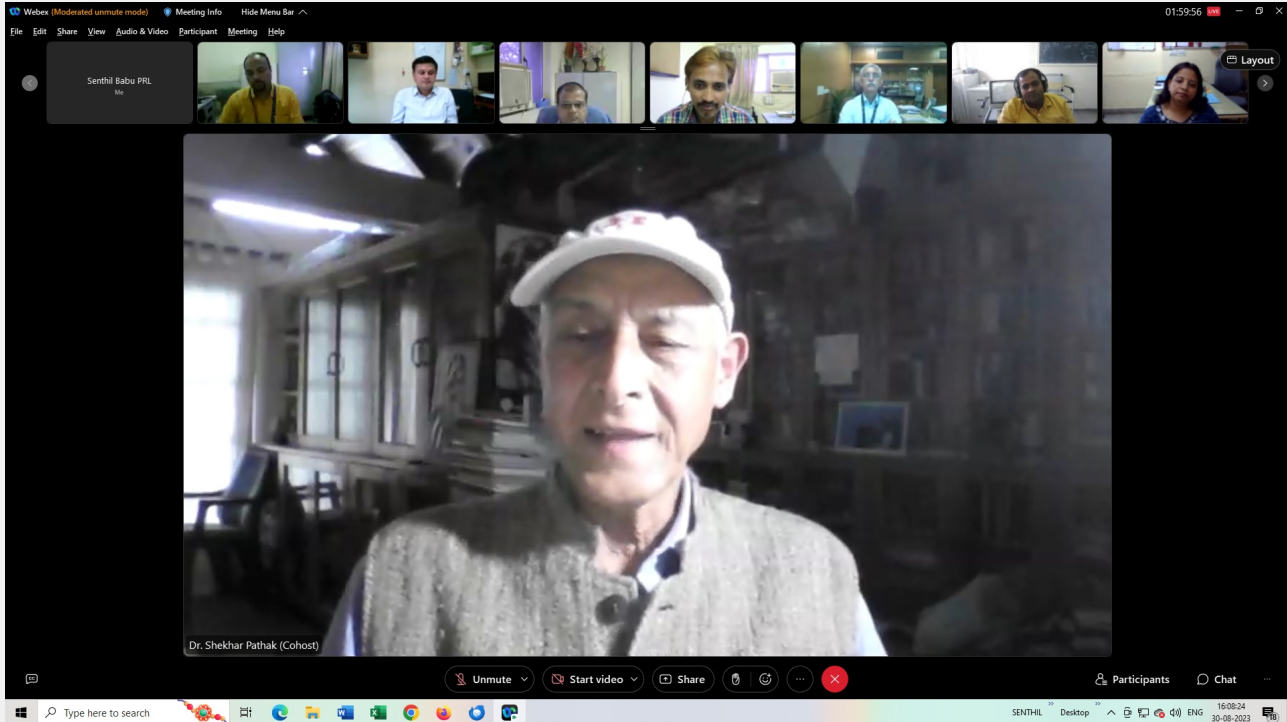 Webex (Moderated unmute mode) Meeting Info Hide Menu Bar
01:59:56 LIVE
File Edit Share View Audio & Video Participant Meeting Help
Senthil Babu PRL
Me
Layout
Dr. Shekhar Pathak (Cohost)
Unmute Start video Share
Participants Chat
Type here to search
SENTHIL Desktop ENG 16:08:24
30-08-2023